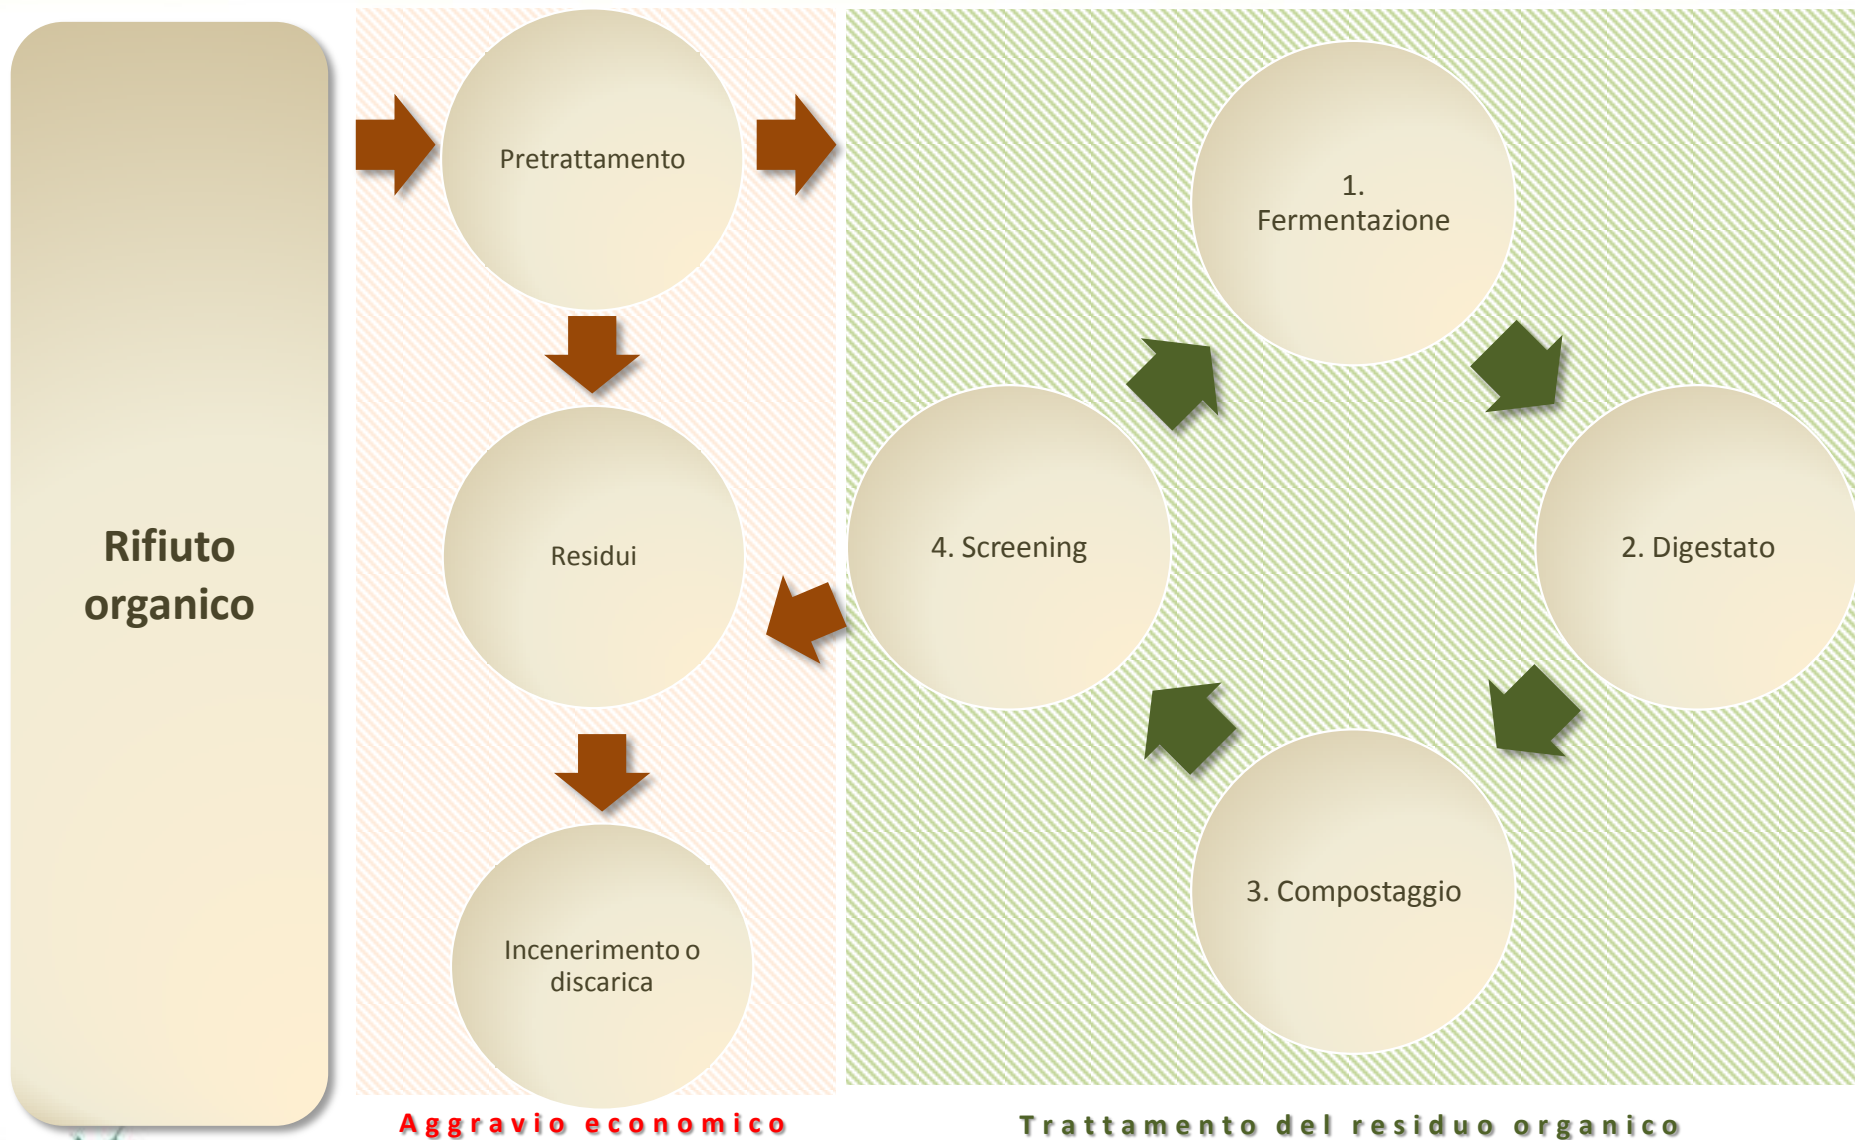 Rifiuto
organico
Pretrattamento
Residui
Incenerimento o
discarica
Aggravio economico
1.
Fermentazione
2. Digestato
3. Compostaggio
4. Screening
Trattamento del residuo organico